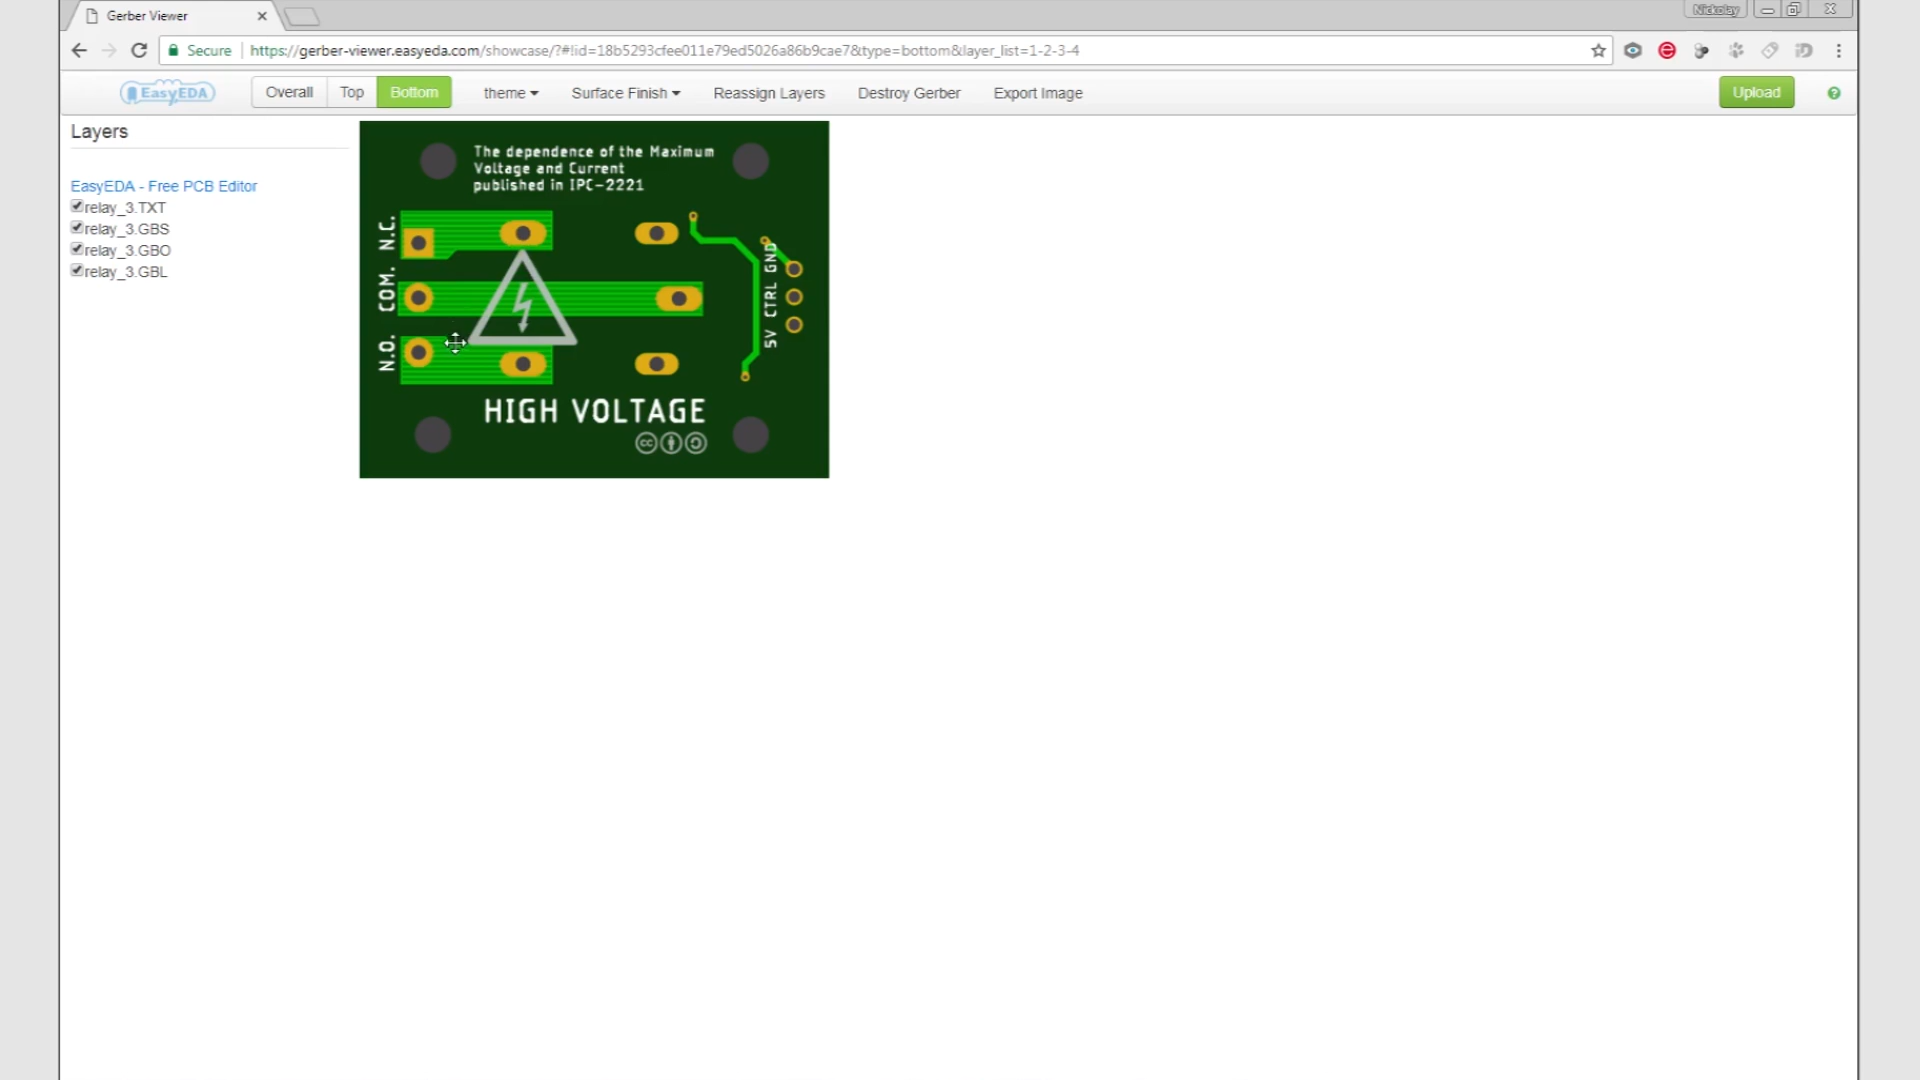 Gerber Viewer
Nickolay
Secure
https://gerber-viewer.easyeda.com/showcase/?#lid=18b5293cfee011e79ed5026a86b9cae7&type=bottom&layer_list=1-2-3-4
EasyEDA
Overall
Top
Bottom
theme
Surface Finish
Reassign Layers
Destroy Gerber
Export Image
Upload
Layers
EasyEDA - Free PCB Editor
relay_3.TXT
relay_3.GBS
relay_3.GBO
relay_3.GBL
The dependence of the Maximum
Voltage and Current
published in IPC-2221
N.C.
COM.
N.O.
5V CTRL GND
HIGH VOLTAGE
cc